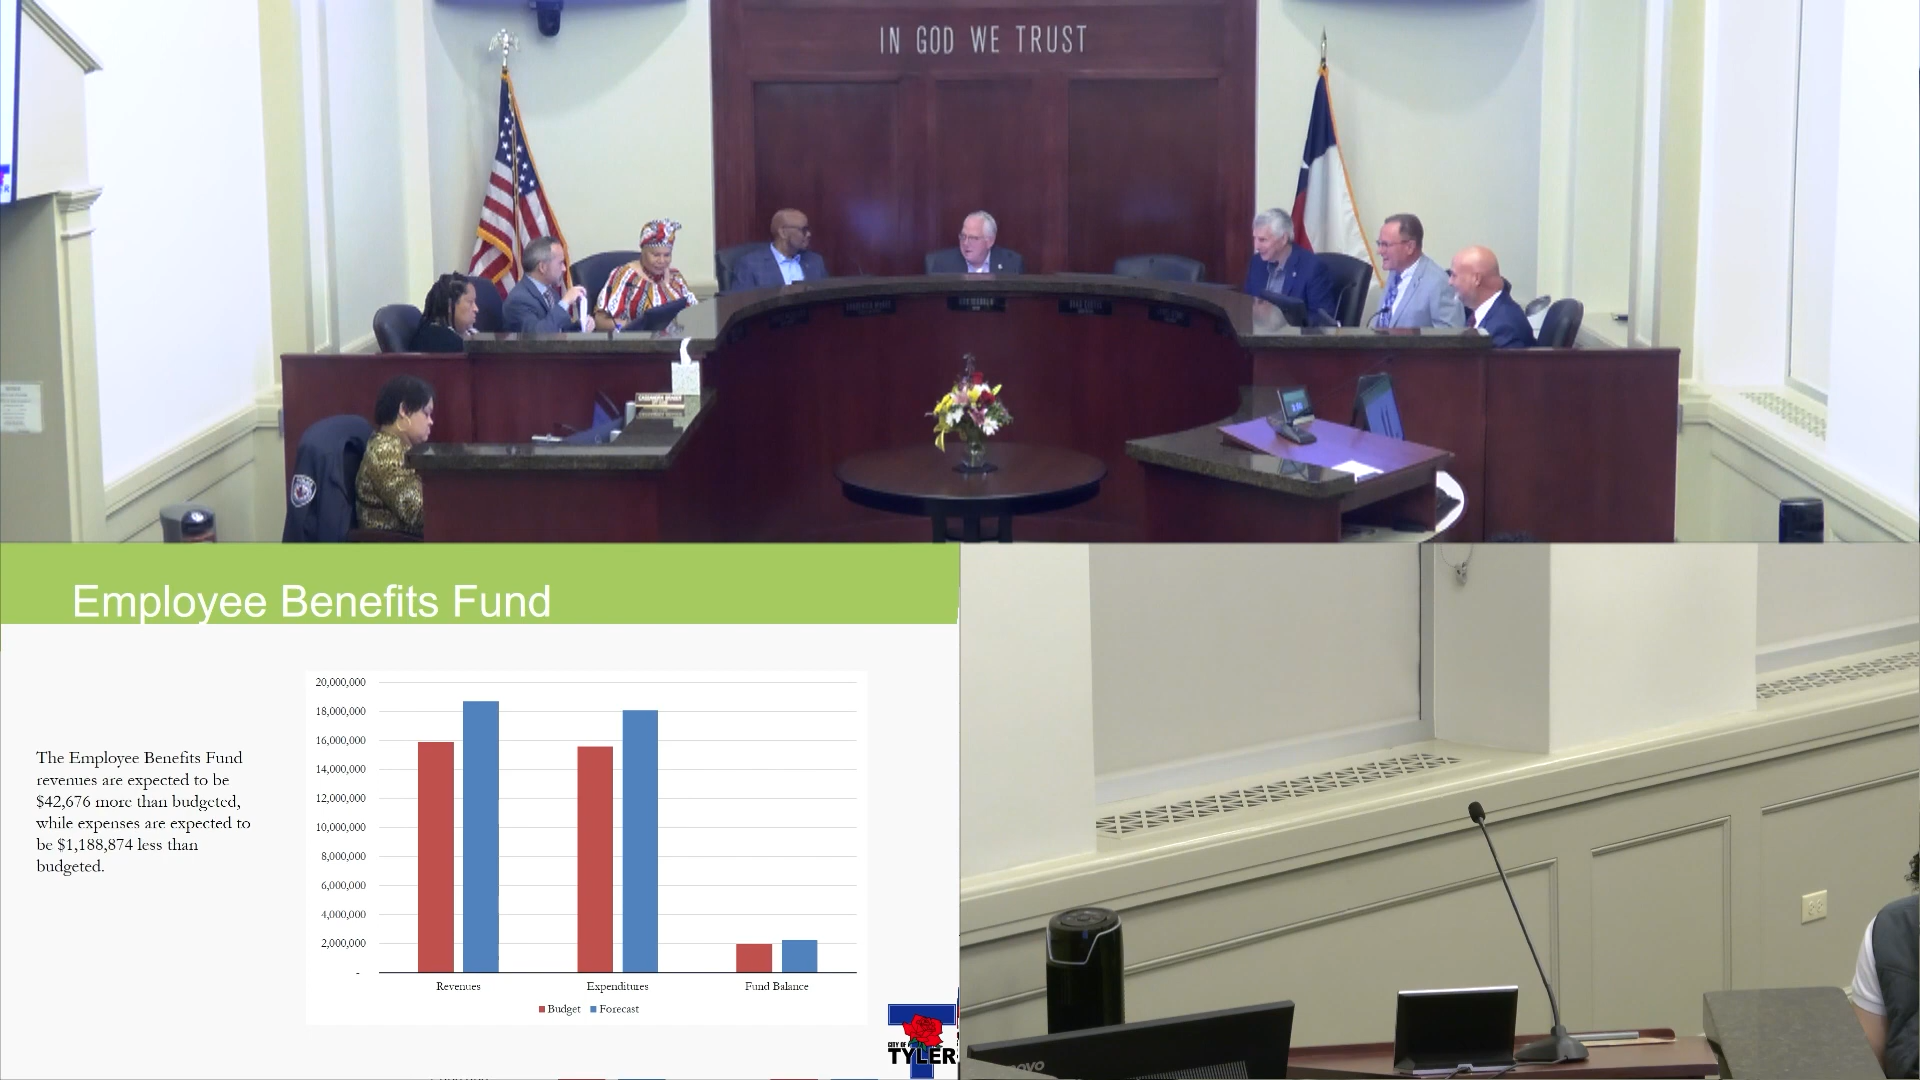 IN GOD WE TRUST
Employee Benefits Fund
The Employee Benefits Fund
revenues are expected to be
$42,676 more than budgeted,
while expenses are expected to
be $1,188,874 less than
budgeted.
20,000,000
18,000,000
16,000,000
14,000,000
12,000,000
10,000,000
8,000,000
6,000,000
4,000,000
2,000,000
-
Revenues
Expenditures
Fund Balance
Budget
Forecast
CITY OF
TYLER